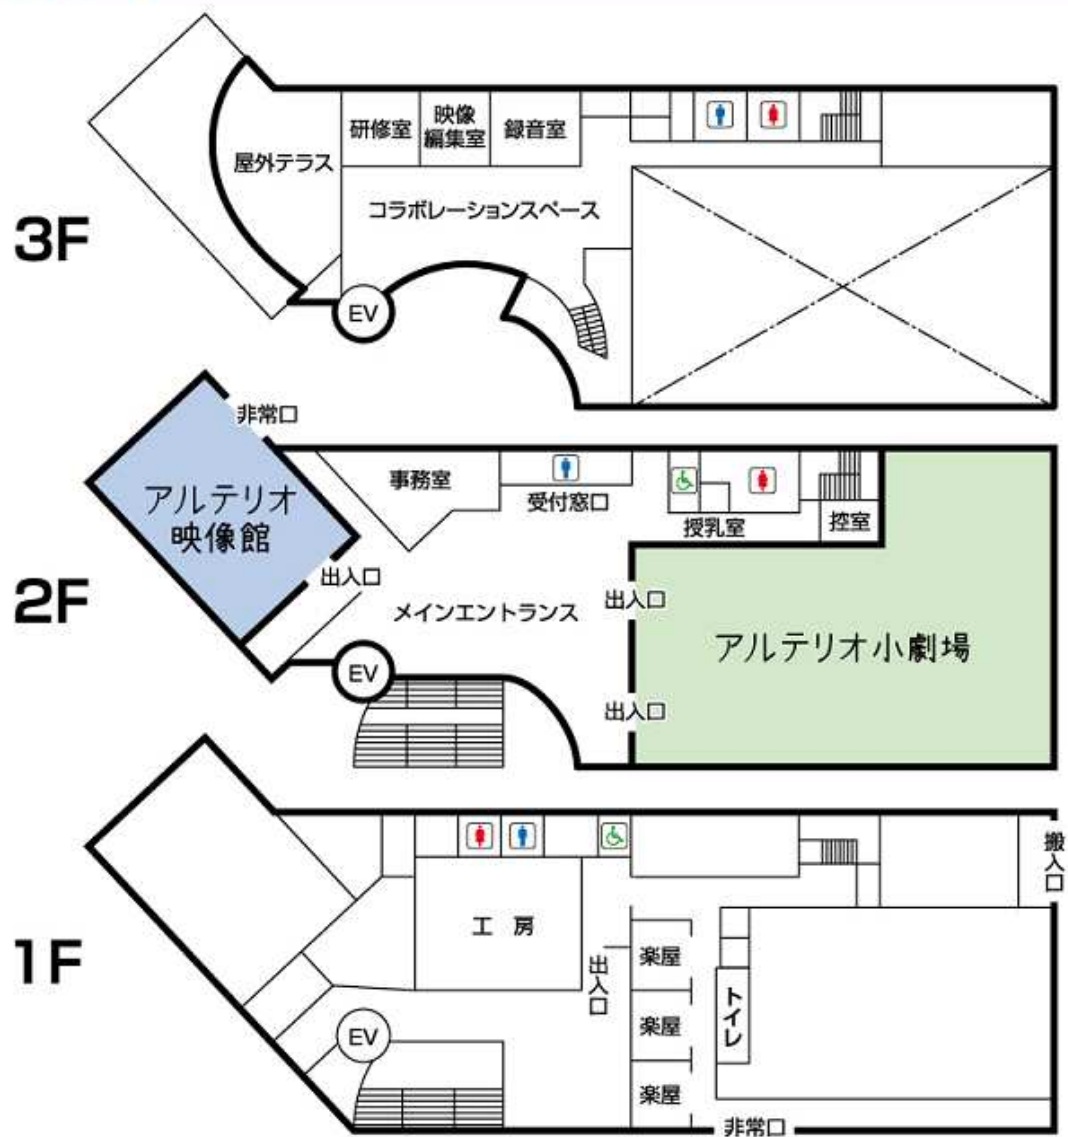 3F
屋外テラス
研修室
映像
編集室
録音室
コラボレーションスペース
EV
2F
非常口
アルテリオ
映像館
出入口
事務室
受付窓口
授乳室
控室
メインエントランス
出入口
アルテリオ小劇場
出入口
EV
1F
搬入口
工房
出入口
楽屋
楽屋
楽屋
トイレ
EV
非常口